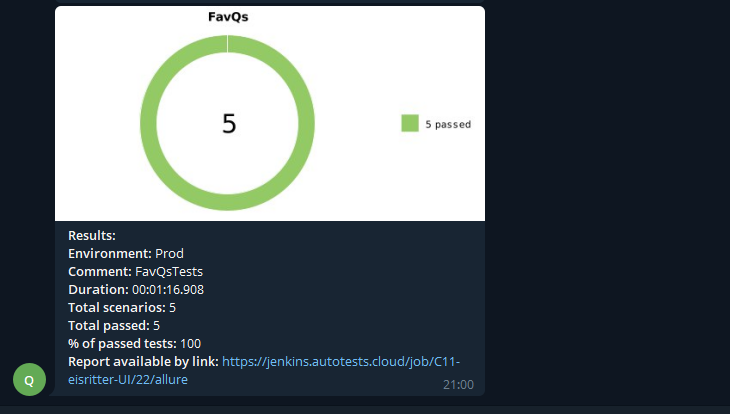 FavQs
5
5 passed
Results:
Environment: Prod
Comment: FavQsTests
Duration: 00:01:16.908
Total scenarios: 5
Total passed: 5
% of passed tests: 100
Report available by link: https://jenkins.autotests.cloud/job/C11-
eisritter-UI/22/allure
Q
21:00